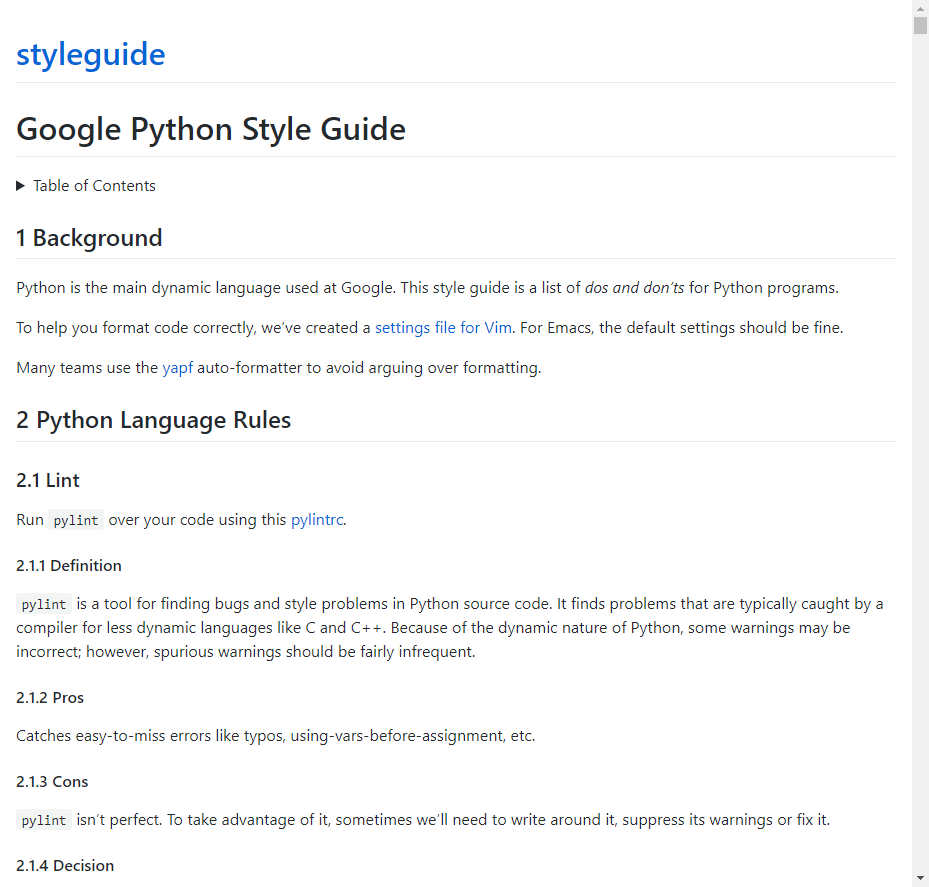 styleguide
Google Python Style Guide
Table of Contents
1 Background
Python is the main dynamic language used at Google. This style guide is a list of dos and don’ts for Python programs.
To help you format code correctly, we’ve created a settings file for Vim. For Emacs, the default settings should be fine.
Many teams use the yapf auto-formatter to avoid arguing over formatting.
2 Python Language Rules
2.1 Lint
Run pylint over your code using this pylintrc.
2.1.1 Definition
pylint is a tool for finding bugs and style problems in Python source code. It finds problems that are typically caught by a
compiler for less dynamic languages like C and C++. Because of the dynamic nature of Python, some warnings may be
incorrect; however, spurious warnings should be fairly infrequent.
2.1.2 Pros
Catches easy-to-miss errors like typos, using-vars-before-assignment, etc.
2.1.3 Cons
pylint isn’t perfect. To take advantage of it, sometimes we’ll need to write around it, suppress its warnings or fix it.
2.1.4 Decision